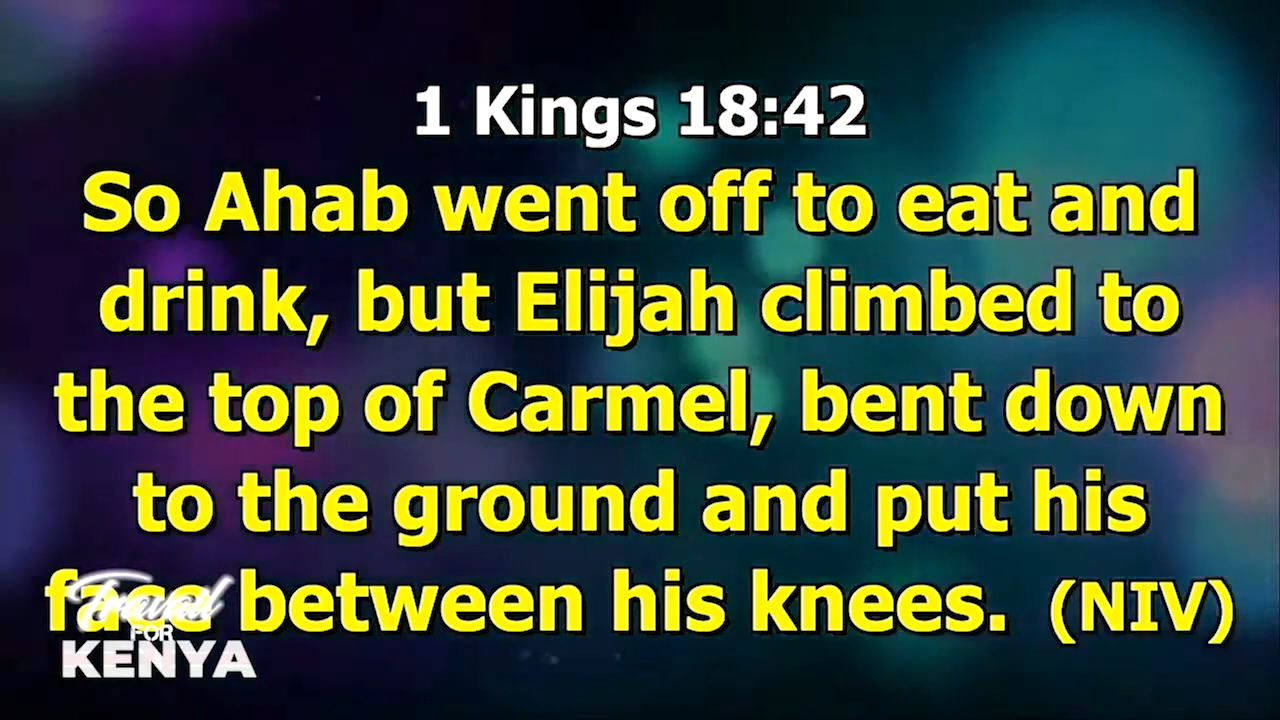 1 Kings 18:42
So Ahab went off to eat and
drink, but Elijah climbed to
the top of Carmel, bent down
to the ground and put his
face between his knees. (NIV)
Travail
FOR
KENYA